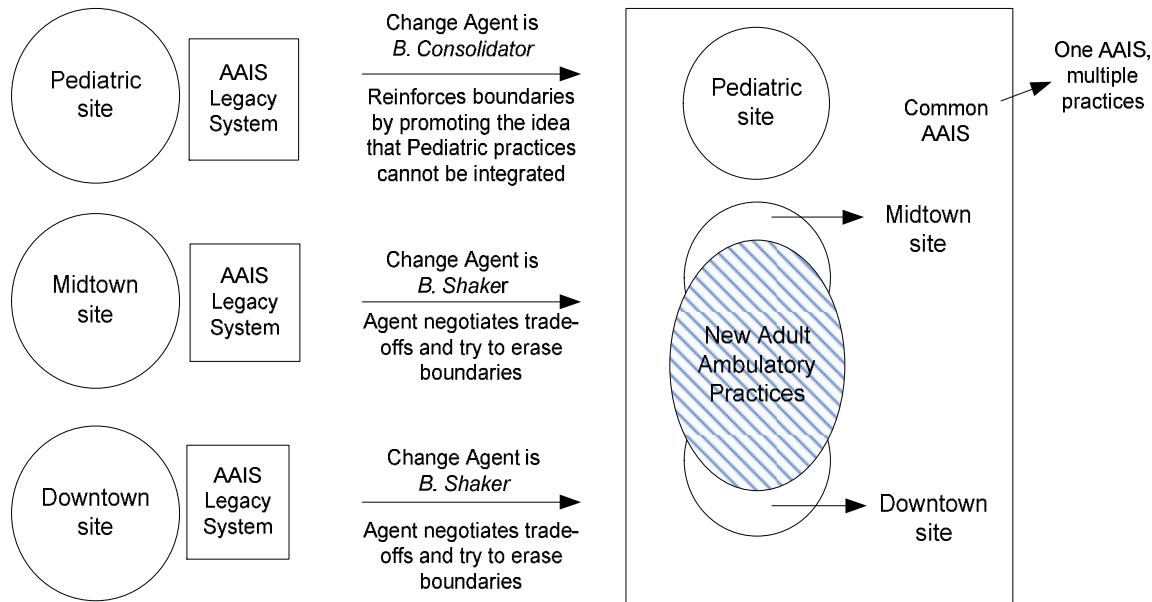 Pediatric
site
AAIS
Legacy
System
Change Agent is
B. Consolidator
Reinforces boundaries
by promoting the idea
that Pediatric practices
cannot be integrated
Midtown
site
AAIS
Legacy
System
Change Agent is
B. Shaker
Agent negotiates trade-
offs and try to erase
boundaries
Downtown
site
AAIS
Legacy
System
Change Agent is
B. Shaker
Agent negotiates trade-
offs and try to erase
boundaries
Pediatric
site
Common
AAIS
One AAIS,
multiple
practices
Midtown
site
New Adult
Ambulatory
Practices
Downtown
site